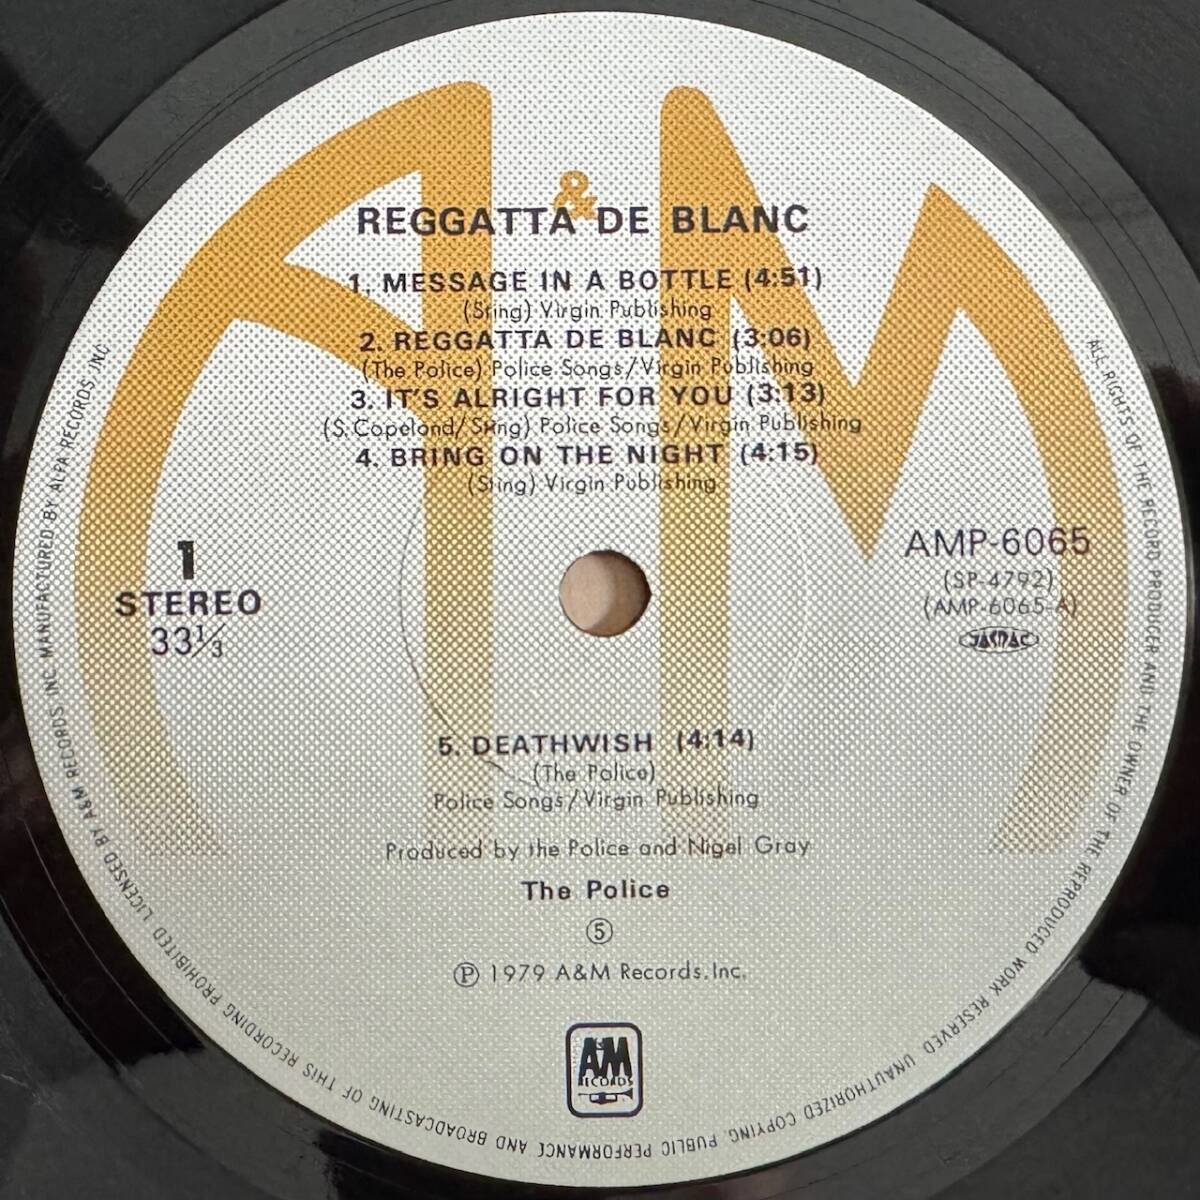 &
REGGATTA DE BLANC
1. MESSAGE IN A BOTTLE (4:51)
(Sting) Virgin Publishing
2. REGGATTA DE BLANC (3:06)
(The Police) Police Songs/Virgin Publishing
3. IT'S ALRIGHT FOR YOU (3:13)
(S. Copeland/Sting) Police Songs/Virgin Publishing
4. BRING ON THE NIGHT (4:15)
(Sting) Virgin Publishing
1
STEREO
33⅓
AMP-6065
(SP-4792)
(AMP-6065-A)
JASRAC
5. DEATHWISH (4:14)
(The Police)
Police Songs/Virgin Publishing
Produced by the Police and Nigel Gray
The Police
⑤
Ⓟ 1979 A&M Records, Inc.
A&M
RECORDS
ALL RIGHTS OF THE RECORD PRODUCER AND THE OWNER OF THE REPRODUCED WORK RESERVED UNAUTHORIZED COPYING, PUBLIC PERFORMANCE AND BROADCASTING OF THIS RECORDING PROHIBITED. LICENSED BY A&M RECORDS INC. MANUFACTURED BY ALFA RECORDS, INC